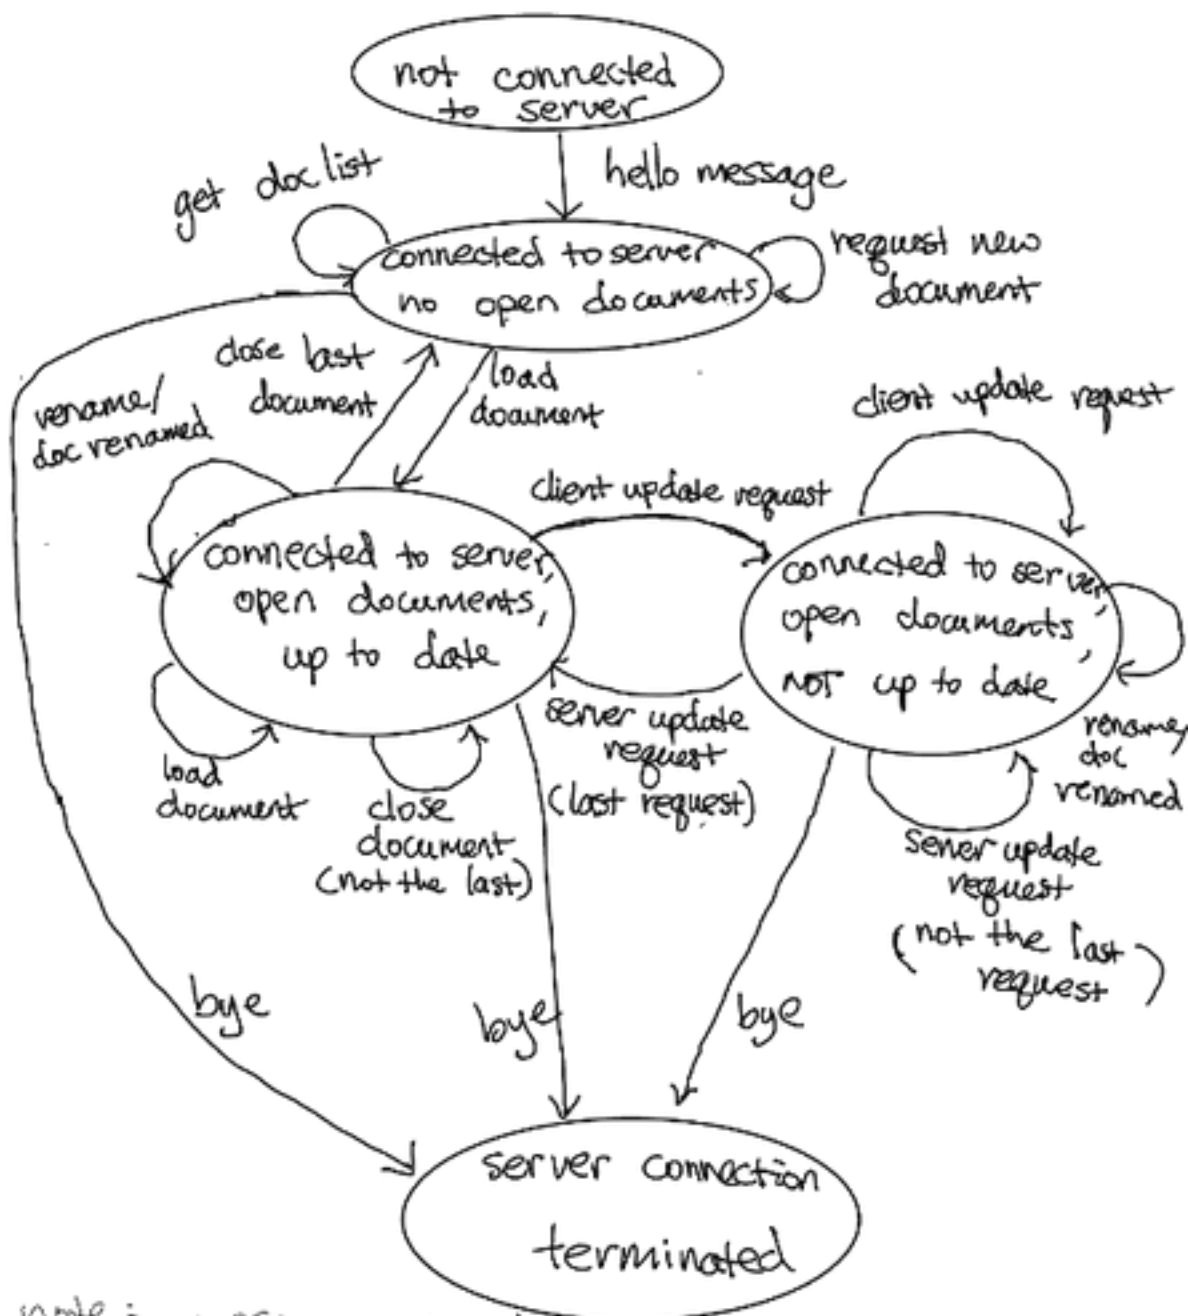 not connected
to server
hello message
get doc list
connected to server
no open documents
request new
document
close last
document
load
document
rename/
doc renamed
client update request
client update request
connected to server,
open documents,
up to date
connected to server,
open documents,
not up to date
server update
request
(last request)
rename/
doc
renamed
load
document
close
document
(not the last)
server update
request
(not the last
request)
bye
bye
bye
server connection
terminated